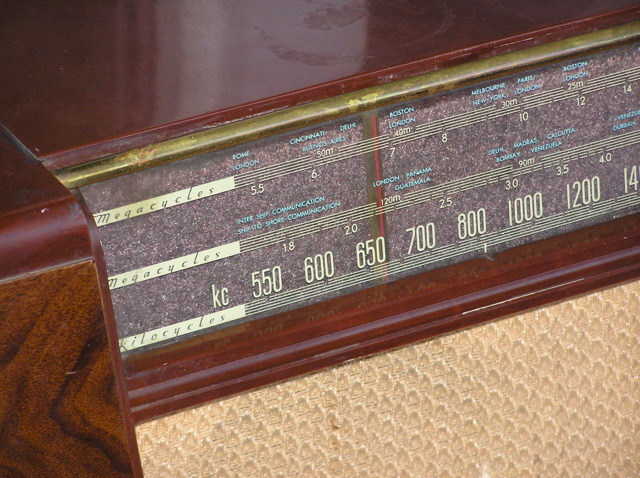 ROME
LONDON
CINCINNATI - DELHI
BUENOS AIRES
BOSTON
LONDON
MELBOURNE
NEW YORK
PARIS
LONDON
BOSTON
LONDON
50m 40m 30m 25m
megacycles 5.5 6 7 8 10 12 14
INTER SHIP COMMUNICATION
SHIP TO SHORE COMMUNICATION
LONDON - PANAMA
GUATEMALA
DELHI - MADRAS - CALCUTTA
BOMBAY - VENEZUELA
DURBAN
120m 90m
megacycles 1.8 2.0 2.5 3.0 3.5 4.0
kc 550 600 650 700 800 1000 1200
kilocycles